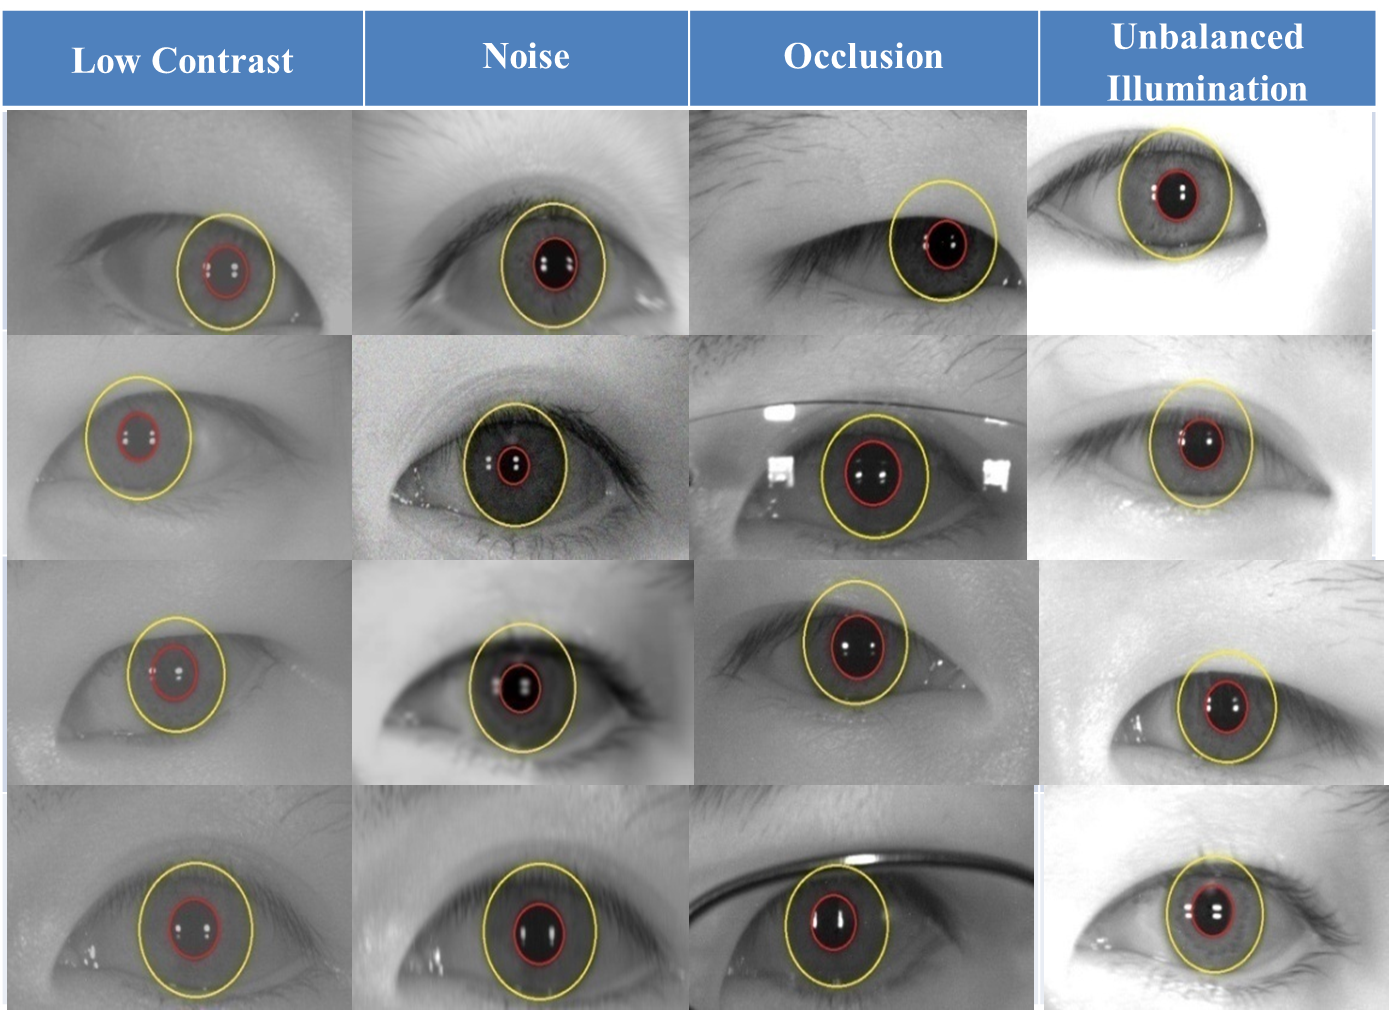 Low Contrast
Noise
Occlusion
Unbalanced
Illumination